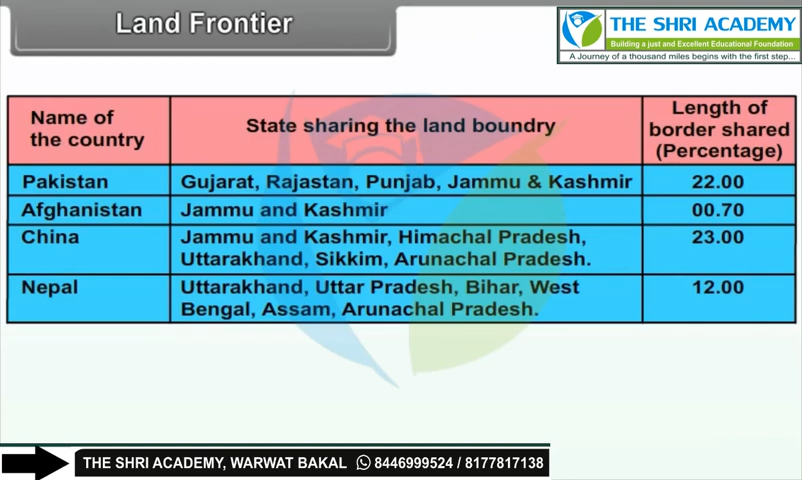 Land Frontier
THE SHRI ACADEMY
Building a just and Excellent Educational Foundation
A Journey of a thousand miles begins with the first step...
Name of
the country
State sharing the land boundry
Length of
border shared
(Percentage)
Pakistan
Gujarat, Rajastan, Punjab, Jammu & Kashmir
22.00
Afghanistan
Jammu and Kashmir
00.70
China
Jammu and Kashmir, Himachal Pradesh,
Uttarakhand, Sikkim, Arunachal Pradesh.
23.00
Nepal
Uttarakhand, Uttar Pradesh, Bihar, West
Bengal, Assam, Arunachal Pradesh.
12.00
THE SHRI ACADEMY, WARWAT BAKAL 8446999524 / 8177817138